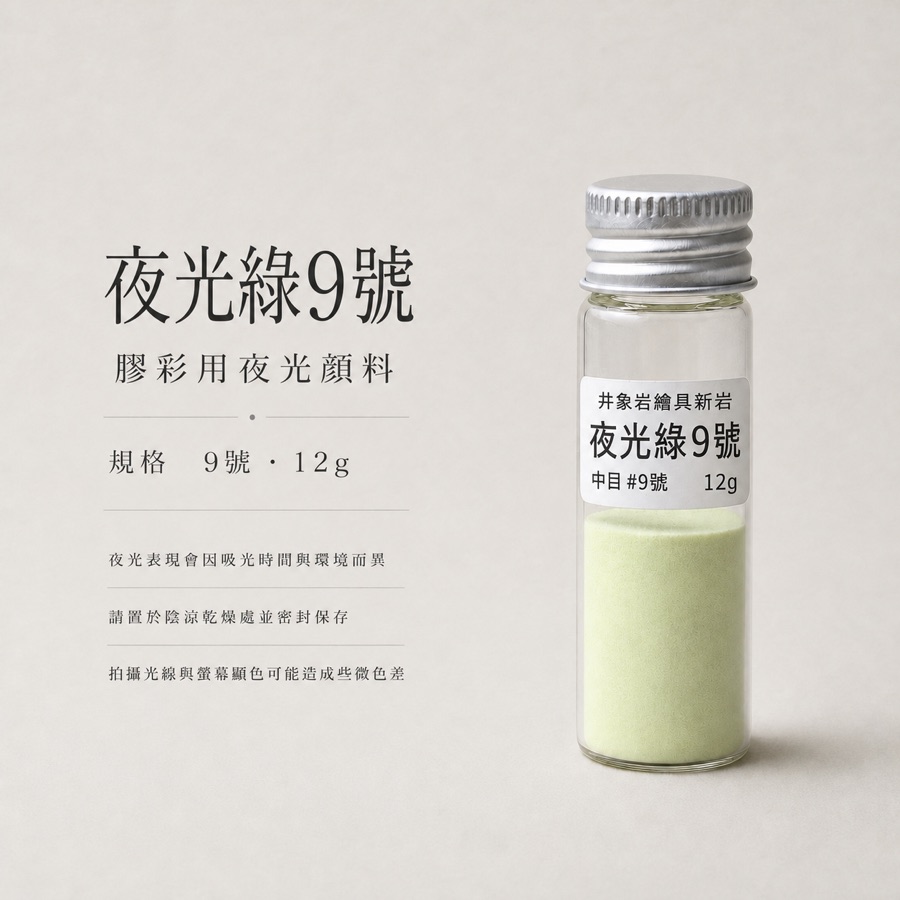 夜光綠9號
膠彩用夜光顏料
規格 9號・12g
夜光表現會因吸光時間與環境而異
請置於陰涼乾燥處並密封保存
拍攝光線與螢幕顯色可能造成些微色差
井象岩繪具新岩
夜光綠9號
中目 #9號 12g